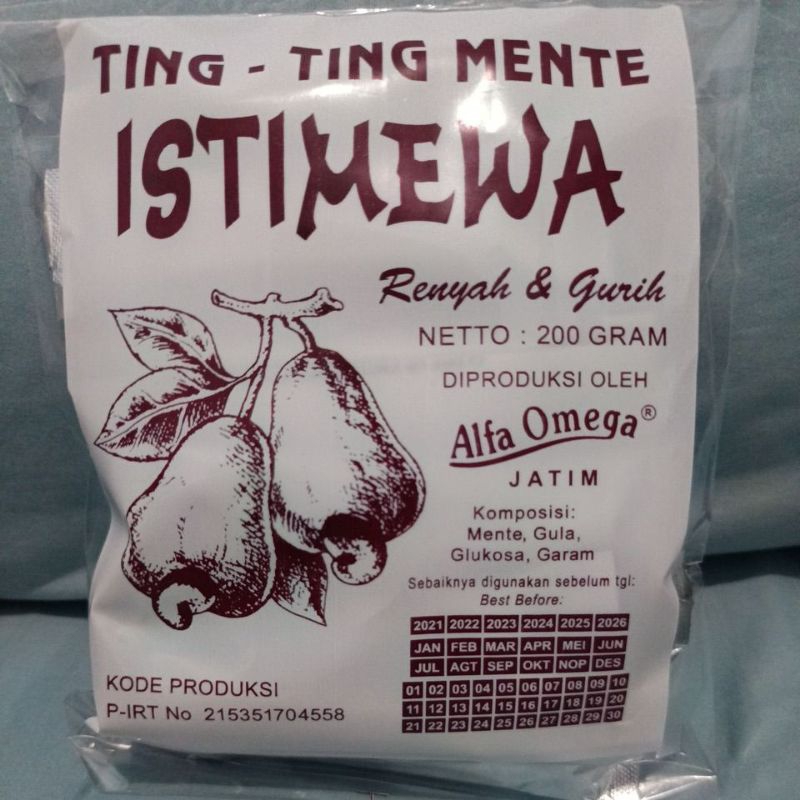 TING - TING MENTE
ISTIMEWA
Renyah & Gurih
NETTO : 200 GRAM
DIPRODUKSI OLEH
Alfa Omega®
JATIM
Komposisi:
Mente, Gula,
Glukosa, Garam
Sebaiknya digunakan sebelum tgl:
Best Before:
2021 2022 2023 2024 2025 2026
JAN FEB MAR APR MEI JUN
JUL AGT SEP OKT NOP DES
01 02 03 04 05 06 07 08 09 10
11 12 13 14 15 16 17 18 19 20
21 22 23 24 25 26 27 28 29 30
KODE PRODUKSI
P-IRT No 215351704558